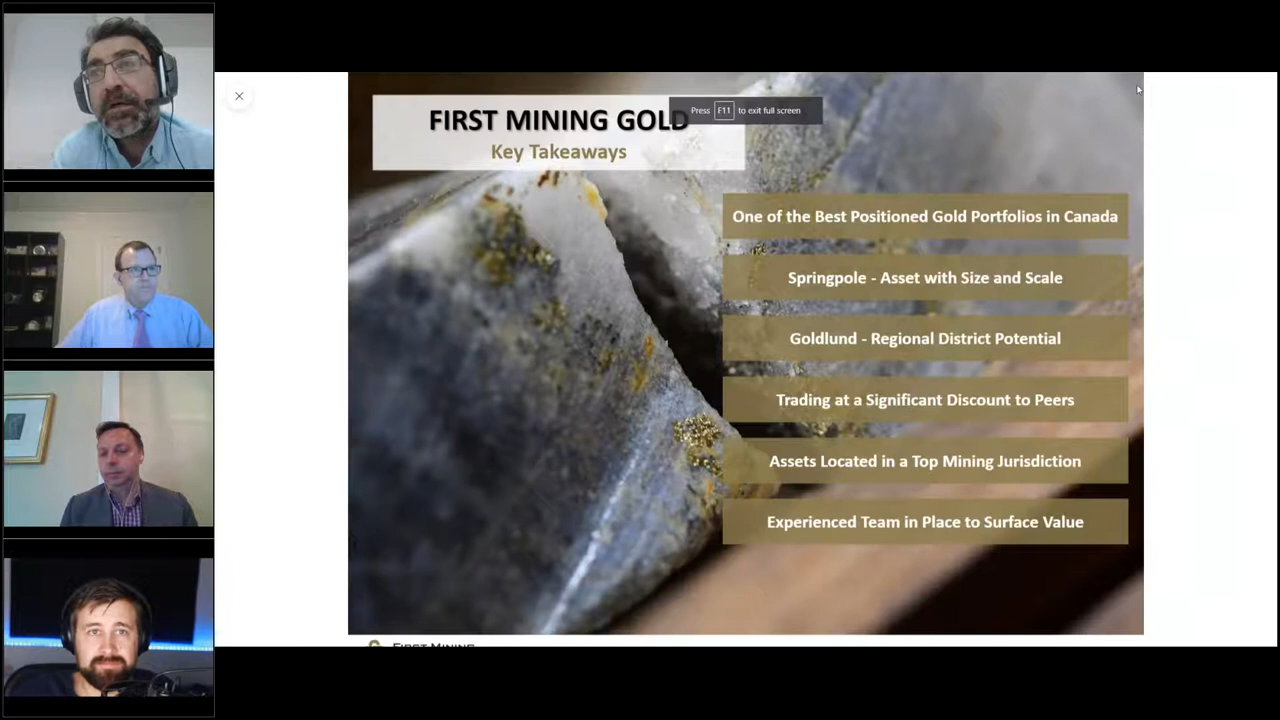 FIRST MINING GOLD
Press F11 to exit full screen
Key Takeaways
One of the Best Positioned Gold Portfolios in Canada
Springpole - Asset with Size and Scale
Goldlund - Regional District Potential
Trading at a Significant Discount to Peers
Assets Located in a Top Mining Jurisdiction
Experienced Team in Place to Surface Value
FIRST MINING